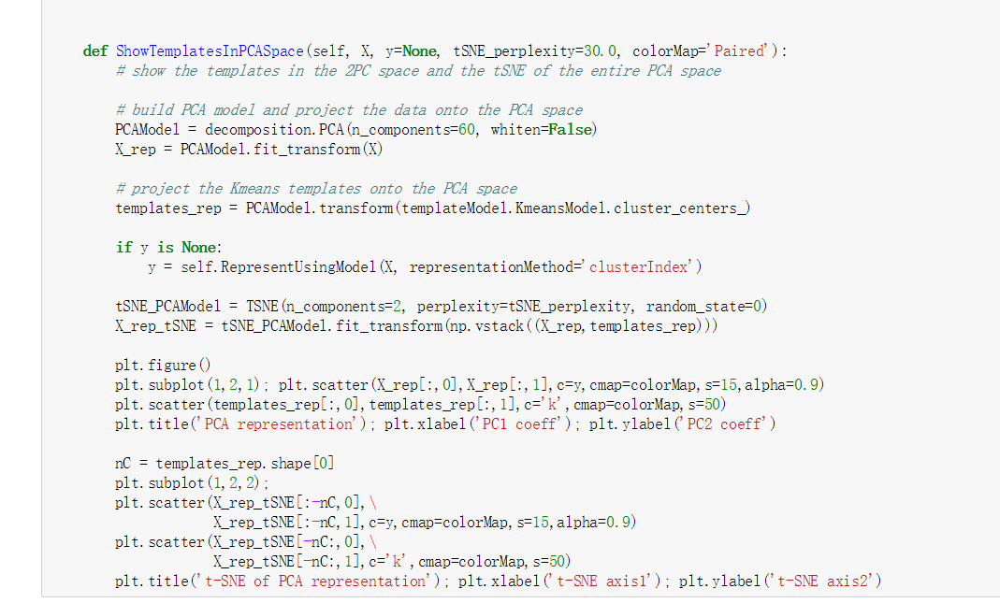 def ShowTemplatesInPCASpace(self, X, y=None, tSNE_perplexity=30.0, colorMap='Paired'):
# show the templates in the 2PC space and the tSNE of the entire PCA space
# build PCA model and project the data onto the PCA space
PCAModel = decomposition.PCA(n_components=60, whiten=False)
X_rep = PCAModel.fit_transform(X)
# project the Kmeans templates onto the PCA space
templates_rep = PCAModel.transform(templateModel.KmeansModel.cluster_centers_)
if y is None:
y = self.RepresentUsingModel(X, representationMethod='clusterIndex')
tSNE_PCAModel = TSNE(n_components=2, perplexity=tSNE_perplexity, random_state=0)
X_rep_tSNE = tSNE_PCAModel.fit_transform(np.vstack((X_rep,templates_rep)))
plt.figure()
plt.subplot(1,2,1); plt.scatter(X_rep[:,0],X_rep[:,1],c=y,cmap=colorMap,s=15,alpha=0.9)
plt.scatter(templates_rep[:,0],templates_rep[:,1],c='k',cmap=colorMap,s=50)
plt.title('PCA representation'); plt.xlabel('PC1 coeff'); plt.ylabel('PC2 coeff')
nC = templates_rep.shape[0]
plt.subplot(1,2,2);
plt.scatter(X_rep_tSNE[:-nC,0],\
X_rep_tSNE[:-nC,1],c=y,cmap=colorMap,s=15,alpha=0.9)
plt.scatter(X_rep_tSNE[-nC:,0],\
X_rep_tSNE[-nC:,1],c='k',cmap=colorMap,s=50)
plt.title('t-SNE of PCA representation'); plt.xlabel('t-SNE axis1'); plt.ylabel('t-SNE axis2')